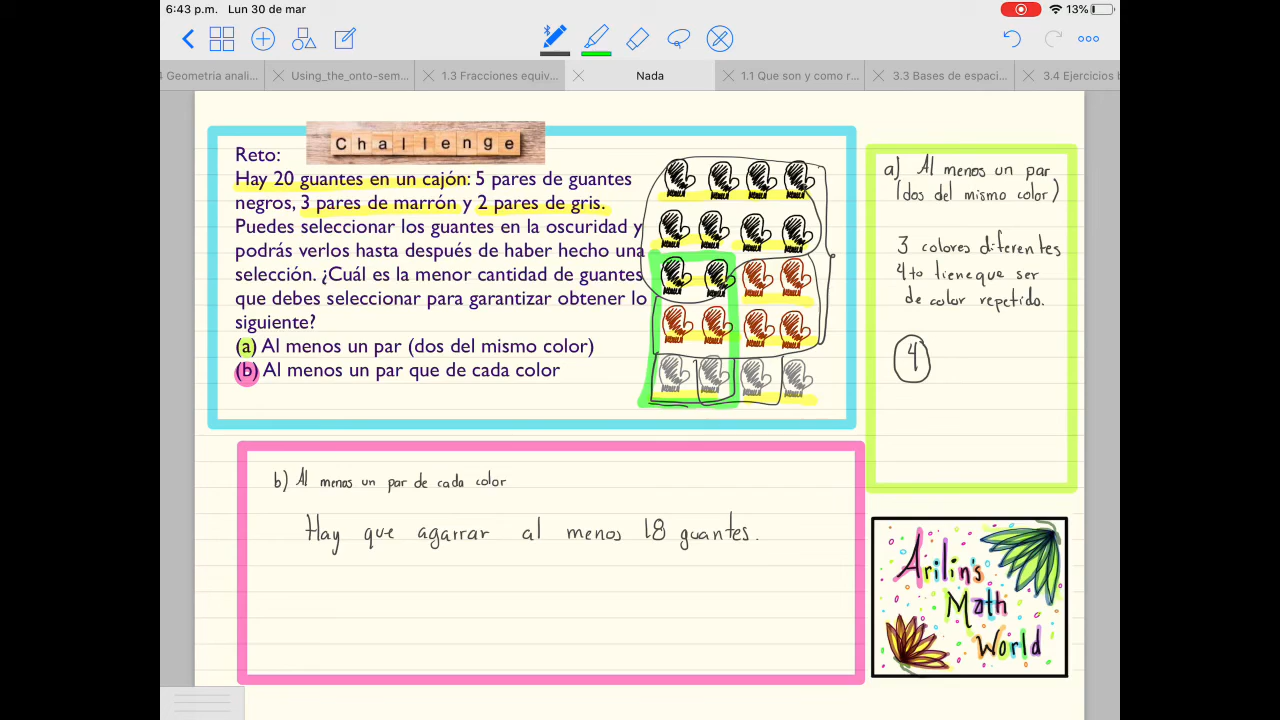 6:43 p.m. Lun 30 de mar
13%
4 Geometria anali...
Using_the_onto-sem...
1.3 Fracciones equiv...
Nada
1.1 Que son y como r...
3.3 Bases de espaci...
3.4 Ejercicios b
Challenge
Reto:
Hay 20 guantes en un cajón: 5 pares de guantes
negros, 3 pares de marrón y 2 pares de gris.
Puedes seleccionar los guantes en la oscuridad y
podrás verlos hasta después de haber hecho una
selección. ¿Cuál es la menor cantidad de guantes
que debes seleccionar para garantizar obtener lo
siguiente?
(a) Al menos un par (dos del mismo color)
(b) Al menos un par que de cada color
a) Al menos un par
(dos del mismo color)
3 colores diferentes
4to tiene que ser
de color repetido.
4
b) Al menos un par de cada color
Hay que agarrar al menos 18 guantes.
Arilin's
Math
World